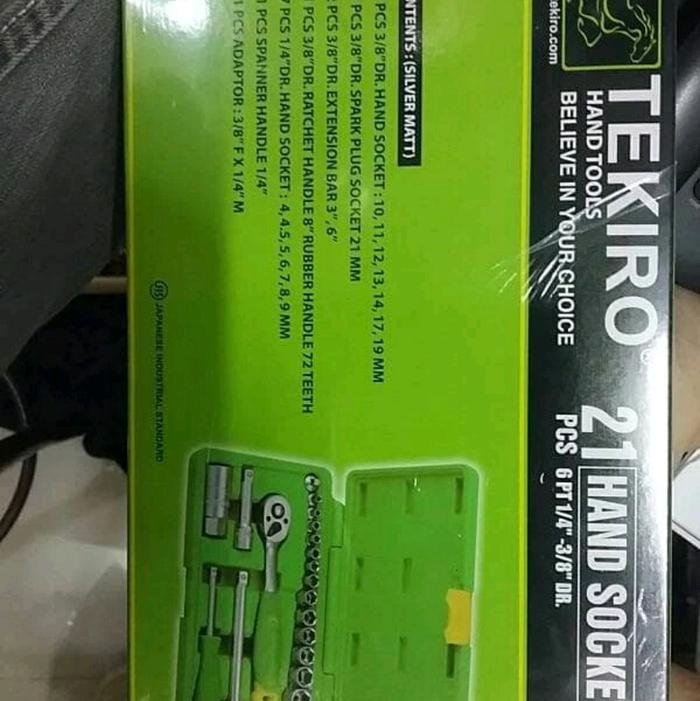 ekiro.com
TEKIRO®
HAND TOOLS
BELIEVE IN YOUR CHOICE
21 HAND SOCKE
PCS 6 PT 1/4"-3/8" DR.
NTENTS : (SILVER MATT)
PCS 3/8"DR. HAND SOCKET : 10, 11, 12, 13, 14, 17, 19 MM
PCS 3/8"DR. SPARK PLUG SOCKET 21 MM
PCS 3/8"DR. EXTENSION BAR 3", 6"
PCS 3/8"DR. RATCHET HANDLE 8" RUBBER HANDLE 72 TEETH
7 PCS 1/4"DR. HAND SOCKET : 4, 4.5, 5, 6, 7, 8, 9 MM
1 PCS SPANNER HANDLE 1/4"
1 PCS ADAPTOR : 3/8" F X 1/4" M
JIS JAPANESE INDUSTRIAL STANDARD